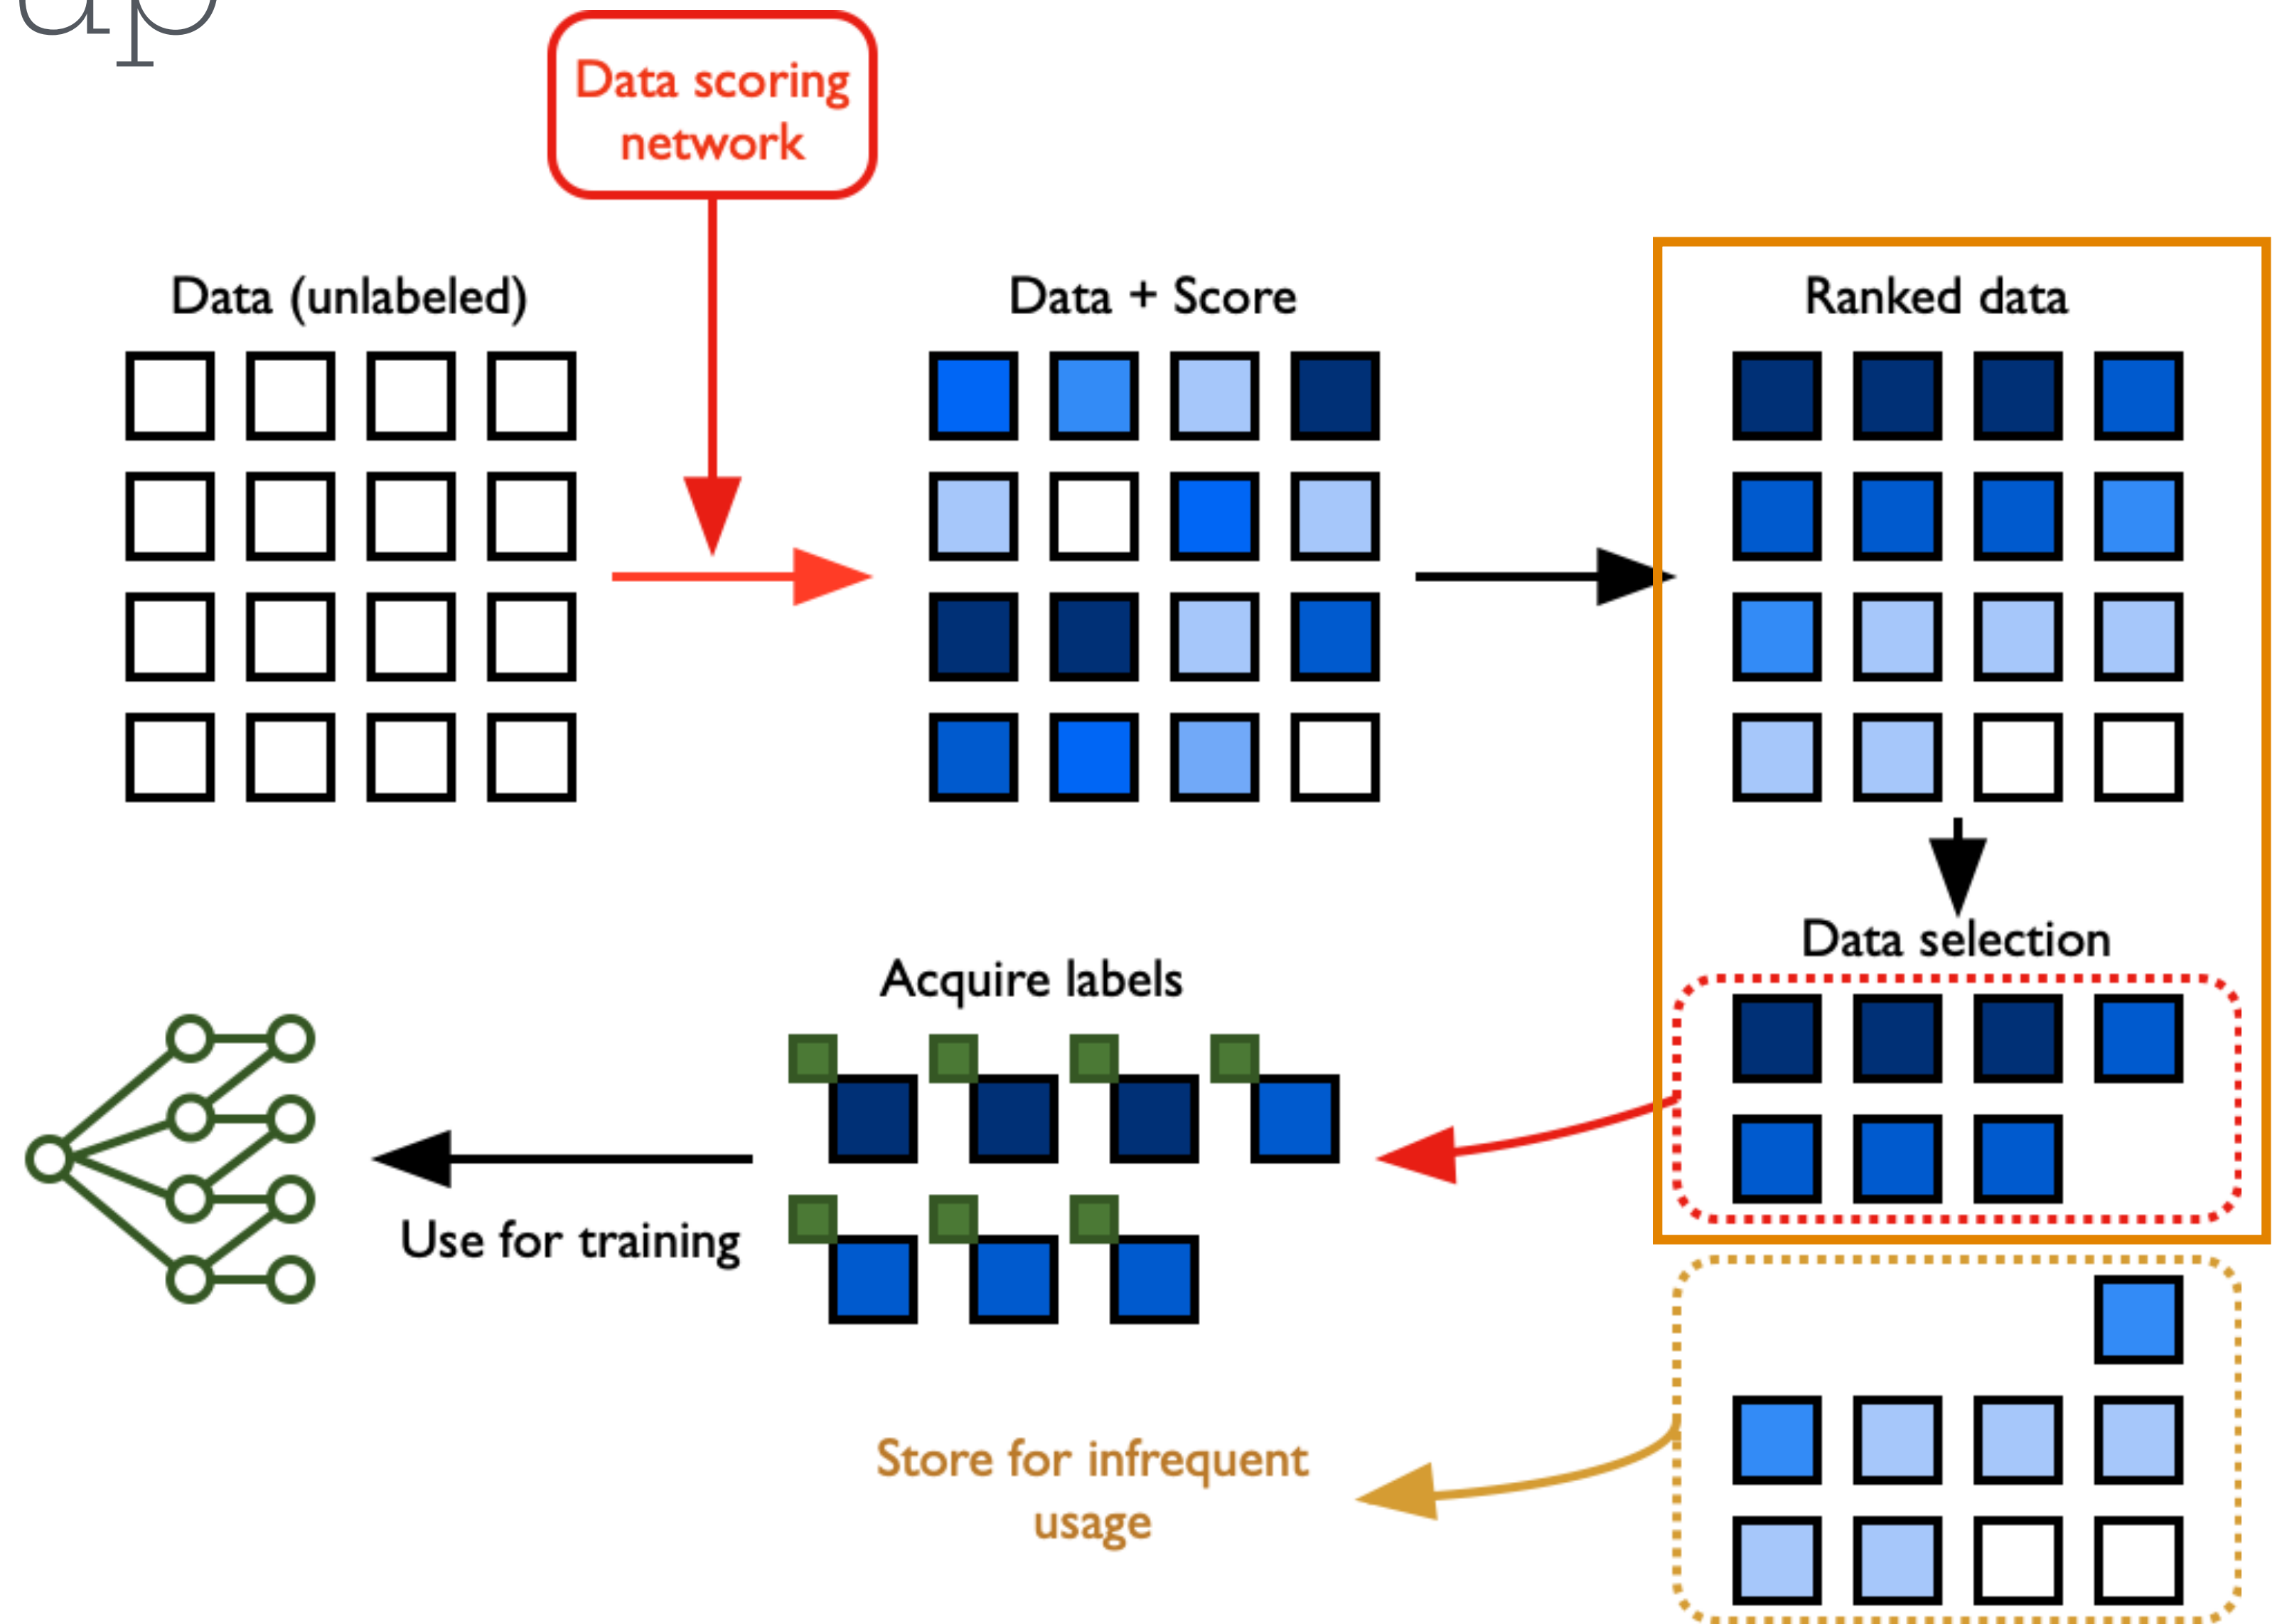 up
Data scoring
network
Data (unlabeled)
Data + Score
Ranked data
Data selection
Acquire labels
Use for training
Store for infrequent
usage